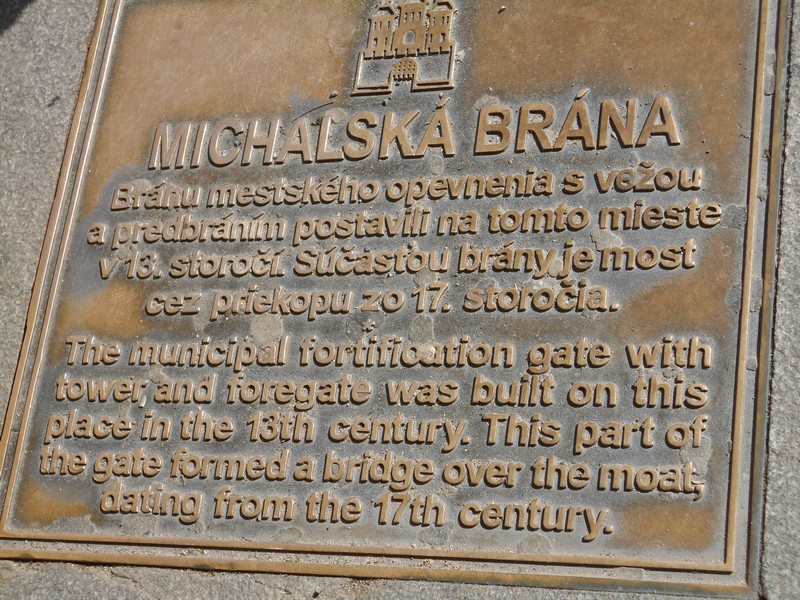 MICHALSKÁ BRÁNA
Bránu mestského opevnenia s vežou
a predbráním postavili na tomto mieste
v 13. storočí. Súčasťou brány je most
cez priekopu zo 17. storočia.
*
The municipal fortification gate with
tower, and foregate was built on this
place in the 13th century. This part of
the gate formed a bridge over the moat,
dating from the 17th century.